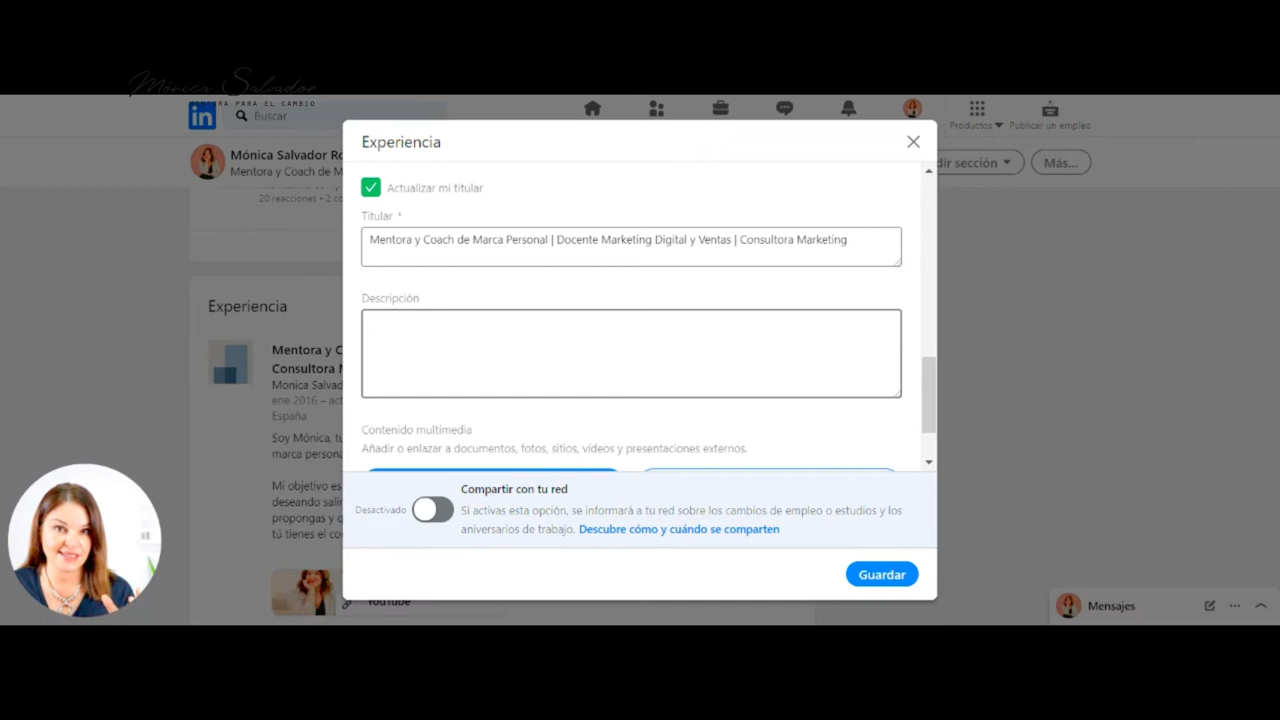 Mónica Salvador
MENTORA PARA EL CAMBIO
in
Buscar
Productos
Publicar un empleo
Mónica Salvador Ro
Mentora y Coach de M
dir sección
Más...
20 reacciones • 2 co
Experiencia
Actualizar mi titular
Titular *
Mentora y Coach de Marca Personal | Docente Marketing Digital y Ventas | Consultora Marketing
Descripción
Contenido multimedia
Añadir o enlazar a documentos, fotos, sitios, vídeos y presentaciones externos.
Desactivado
Compartir con tu red
Si activas esta opción, se informará a tu red sobre los cambios de empleo o estudios y los
aniversarios de trabajo. Descubre cómo y cuándo se comparten
Guardar
Experiencia
Mentora y C
Consultora M
Monica Salvad
ene 2016 – act
España
Soy Mónica, tu
marca persona
Mi objetivo es
deseando salir
propongas y q
tú tienes el co
YouTube
Mensajes